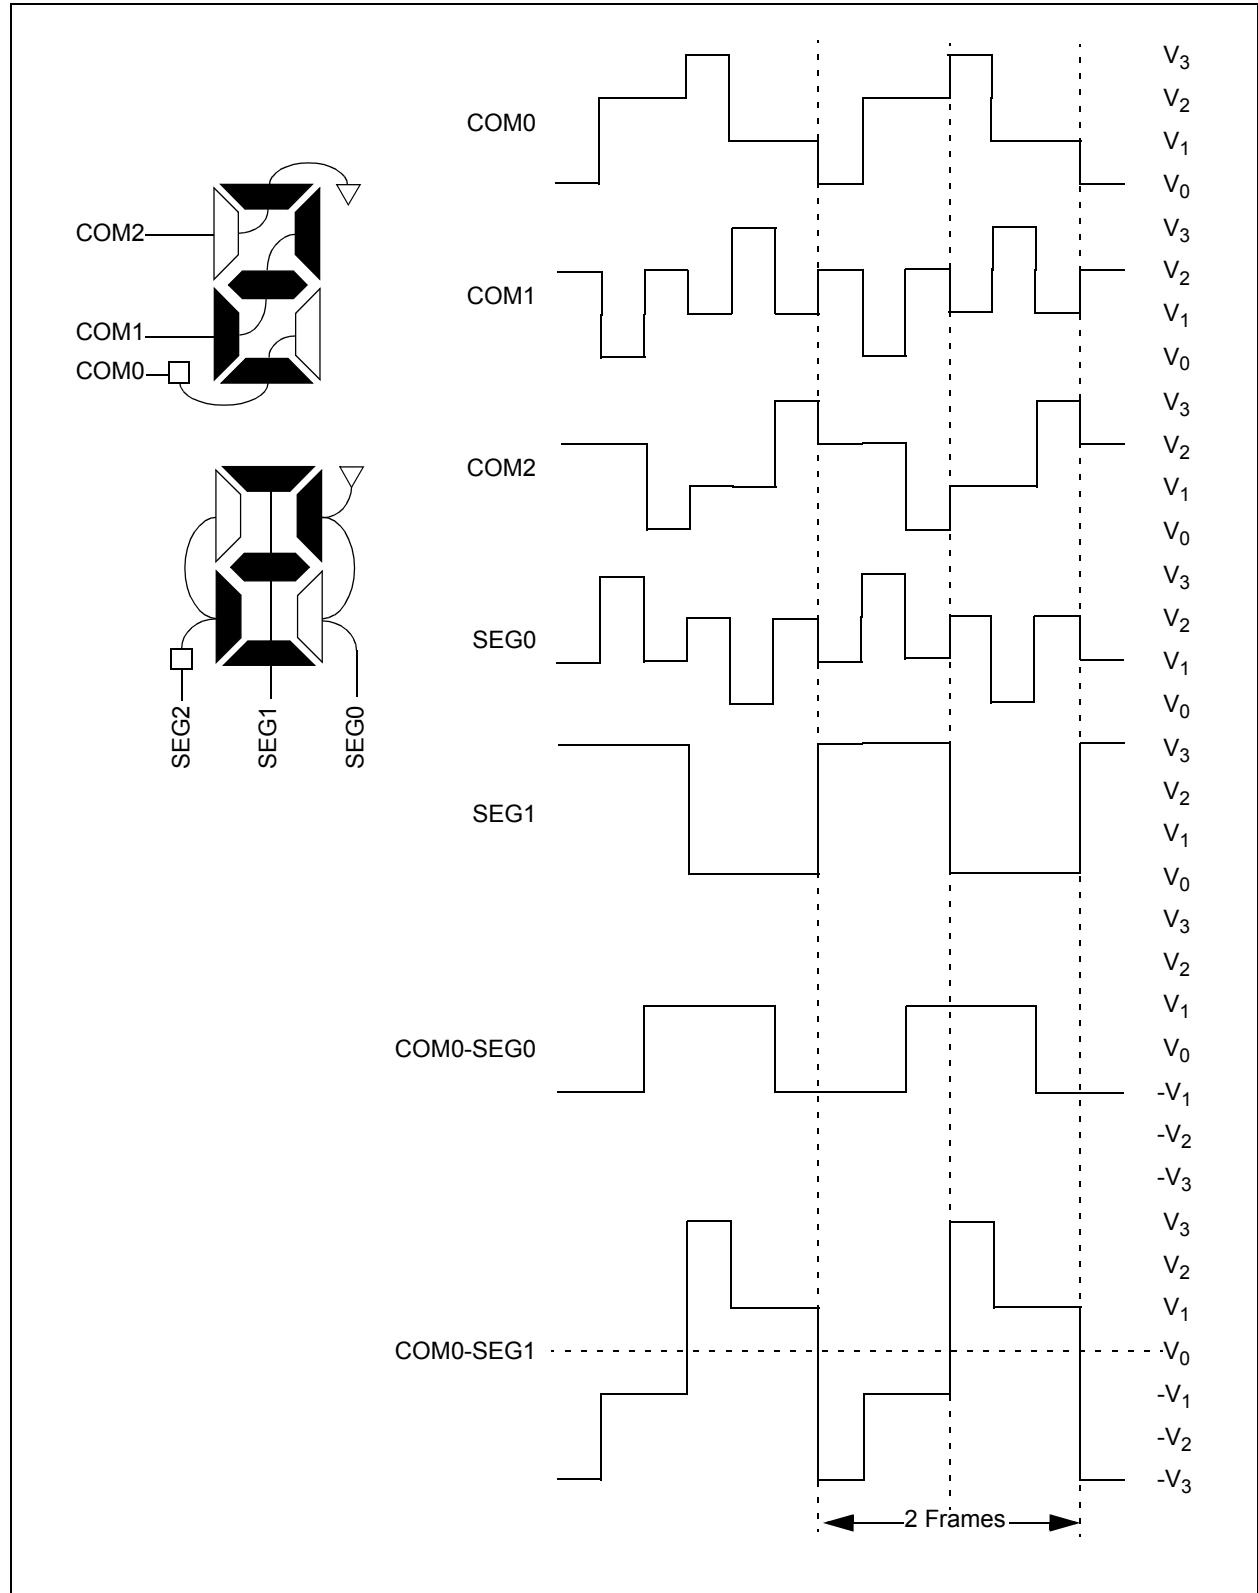 COM2
COM1
COM0
SEG2
SEG1
SEG0
COM0
V3
V2
V1
V0
COM1
V3
V2
V1
V0
COM2
V3
V2
V1
V0
SEG0
V3
V2
V1
V0
SEG1
V3
V2
V1
V0
COM0-SEG0
V3
V2
V1
V0
-V1
-V2
-V3
COM0-SEG1
V3
V2
V1
V0
-V1
-V2
-V3
2 Frames